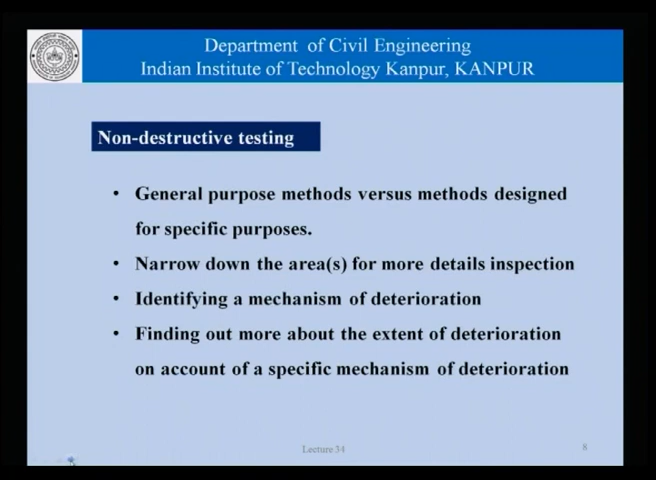 Department of Civil Engineering
Indian Institute of Technology Kanpur, KANPUR
Non-destructive testing
• General purpose methods versus methods designed
for specific purposes.
• Narrow down the area(s) for more details inspection
• Identifying a mechanism of deterioration
• Finding out more about the extent of deterioration
on account of a specific mechanism of deterioration
Lecture 34
8